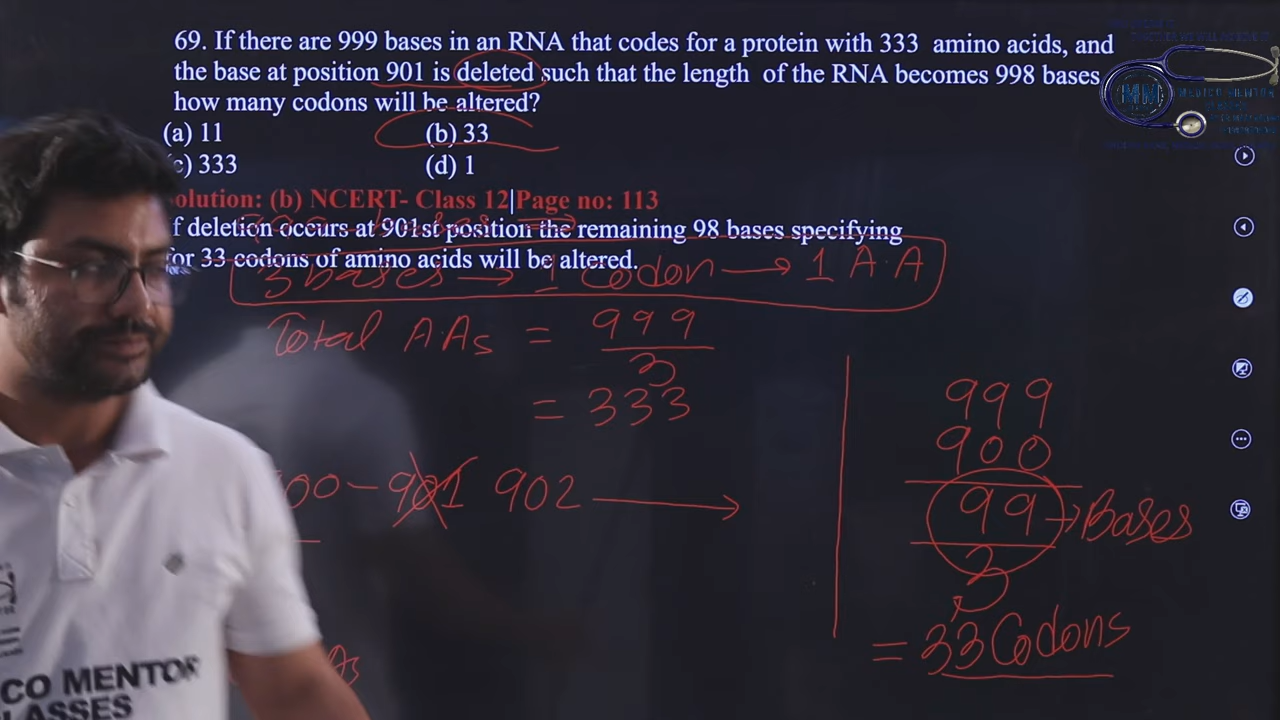 69. If there are 999 bases in an RNA that codes for a protein with 333 amino acids, and
the base at position 901 is deleted such that the length of the RNA becomes 998 bases
how many codons will be altered?
(a) 11 (b) 33
c) 333 (d) 1
olution: (b) NCERT- Class 12|Page no: 113
f deletion occurs at 901st position the remaining 98 bases specifying
for 33 codons of amino acids will be altered.
3 bases → 1 Codon → 1 A.A
Total AAs = 999
3
= 333
00 - 901 902 →
999
900
99 → Bases
3
= 33 Codons
As
MM
CO MENTOR
LASSES